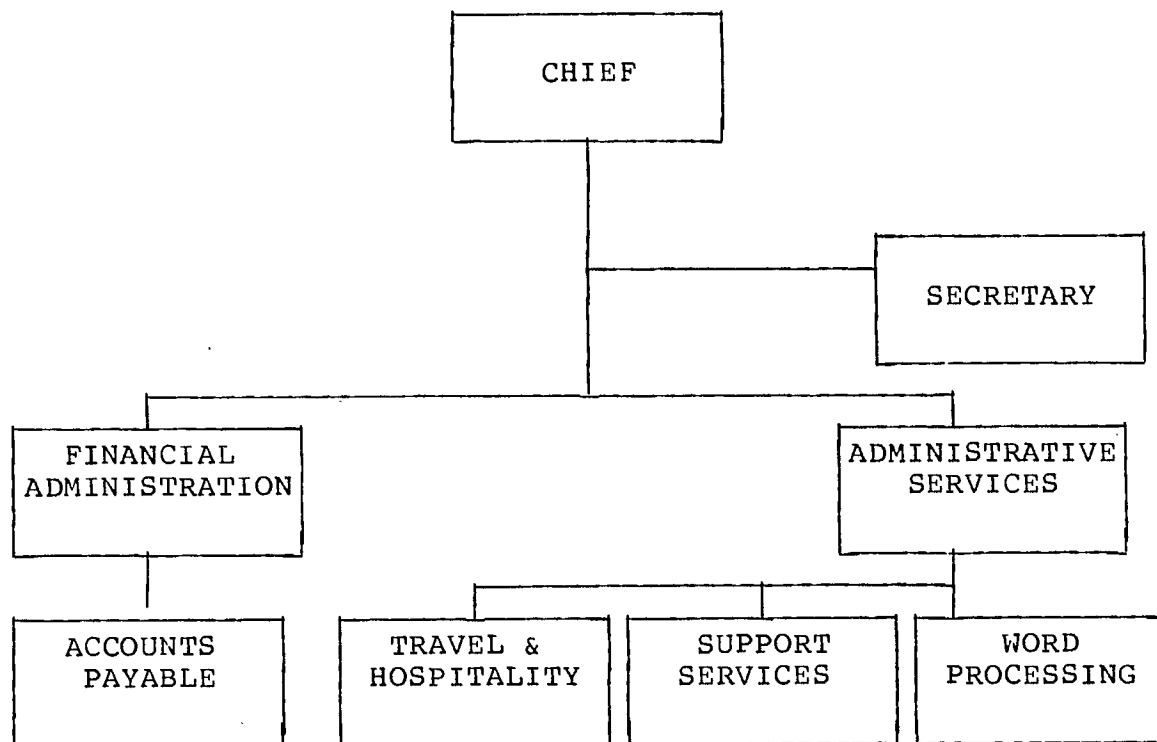 CHIEF
SECRETARY
FINANCIAL
ADMINISTRATION
ADMINISTRATIVE
SERVICES
ACCOUNTS
PAYABLE
TRAVEL &
HOSPITALITY
SUPPORT
SERVICES
WORD
PROCESSING